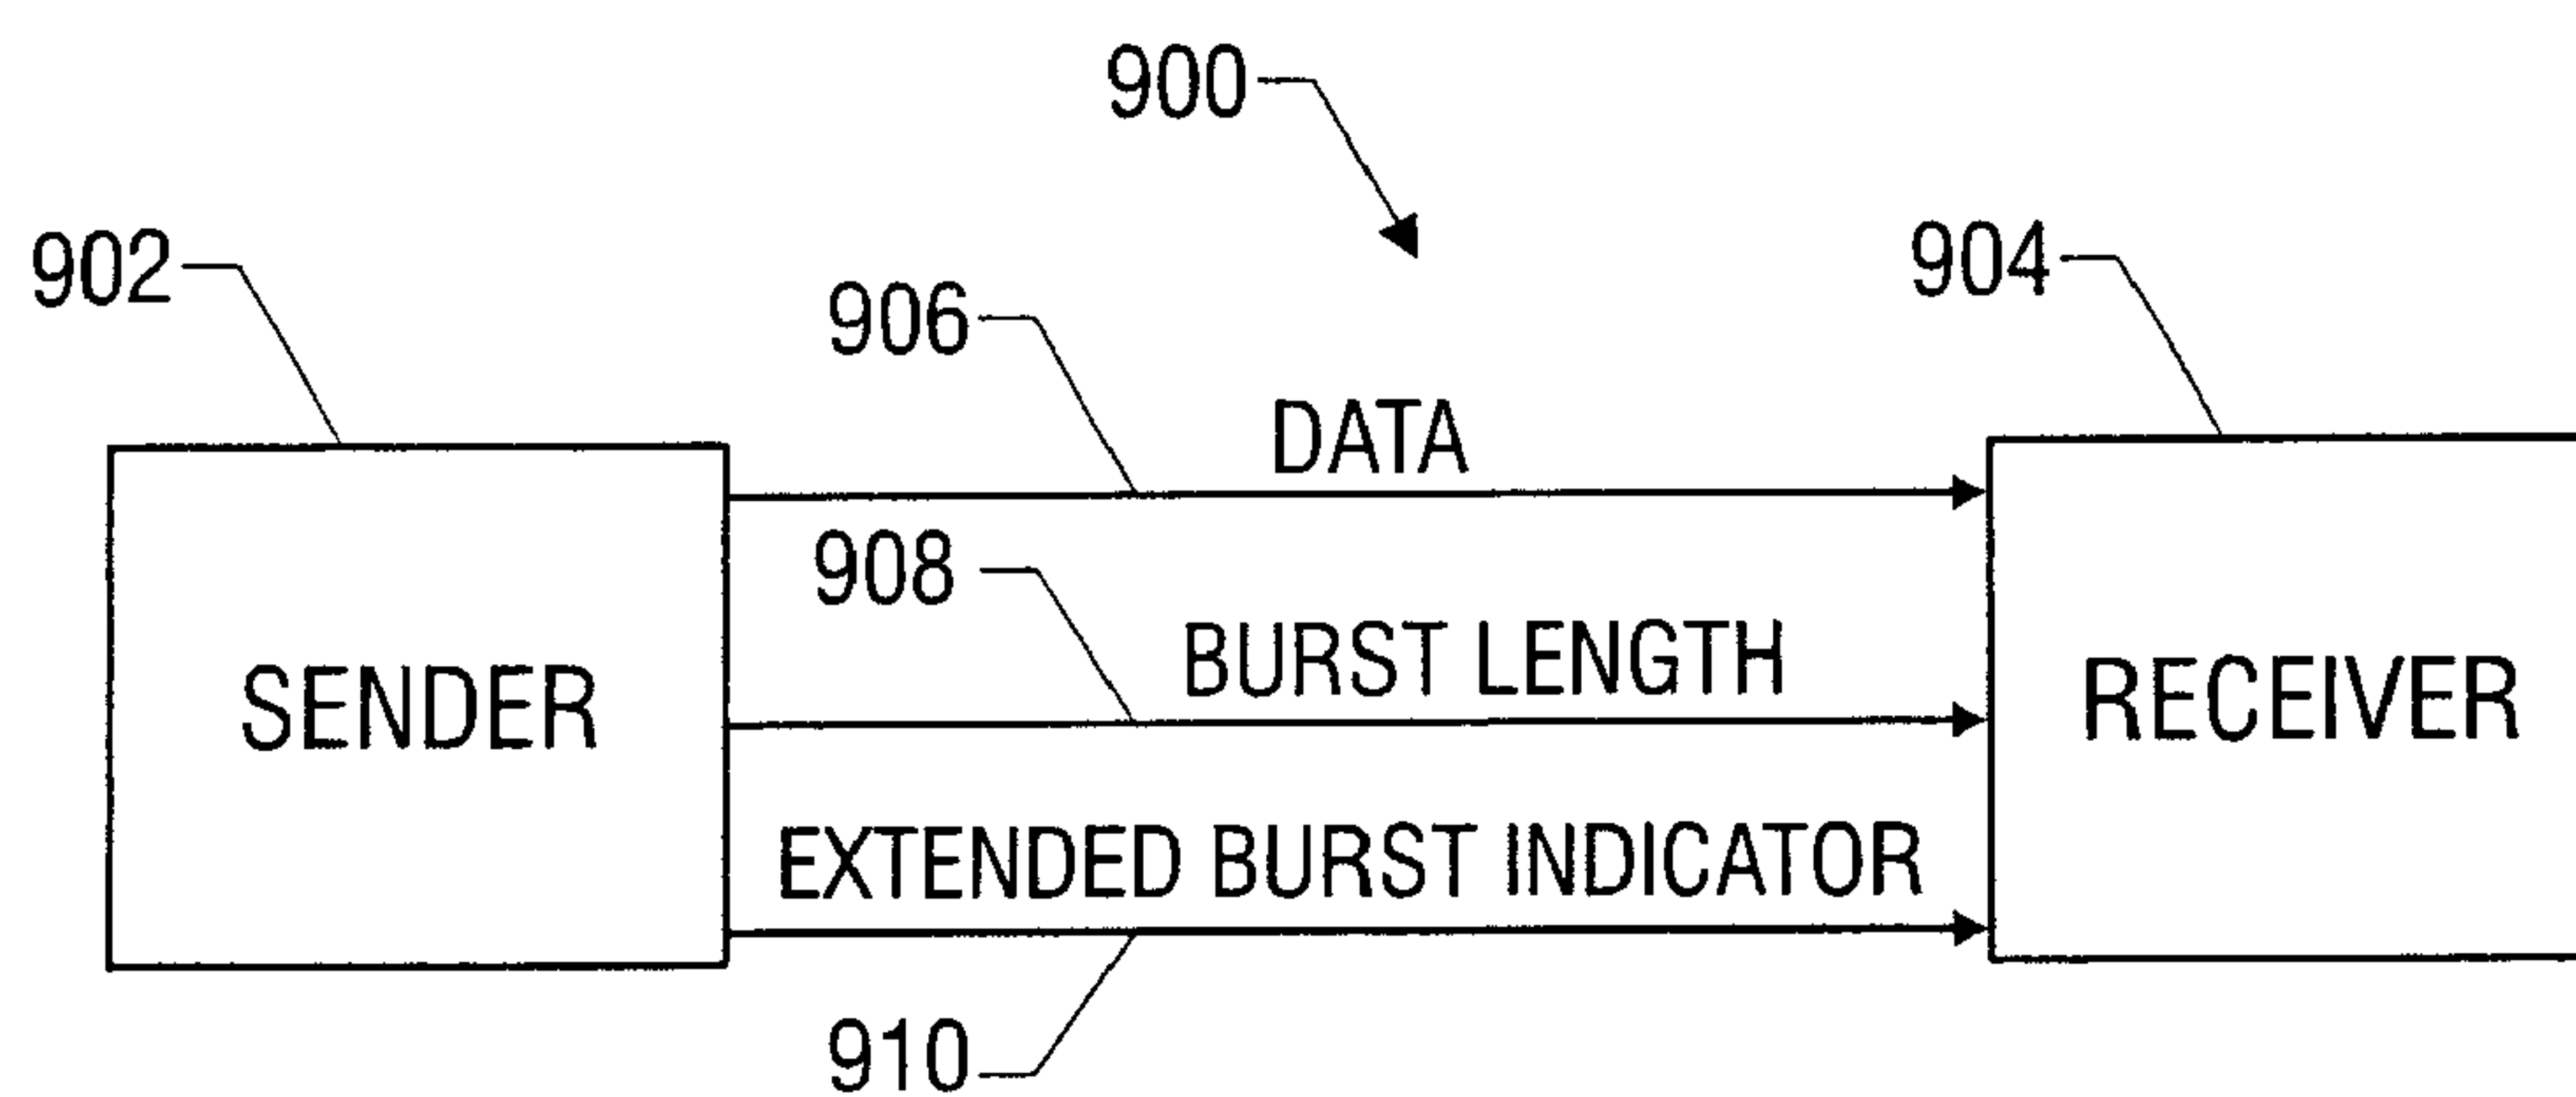 900
902
904
906
DATA
908
BURST LENGTH
SENDER
RECEIVER
EXTENDED BURST INDICATOR
910